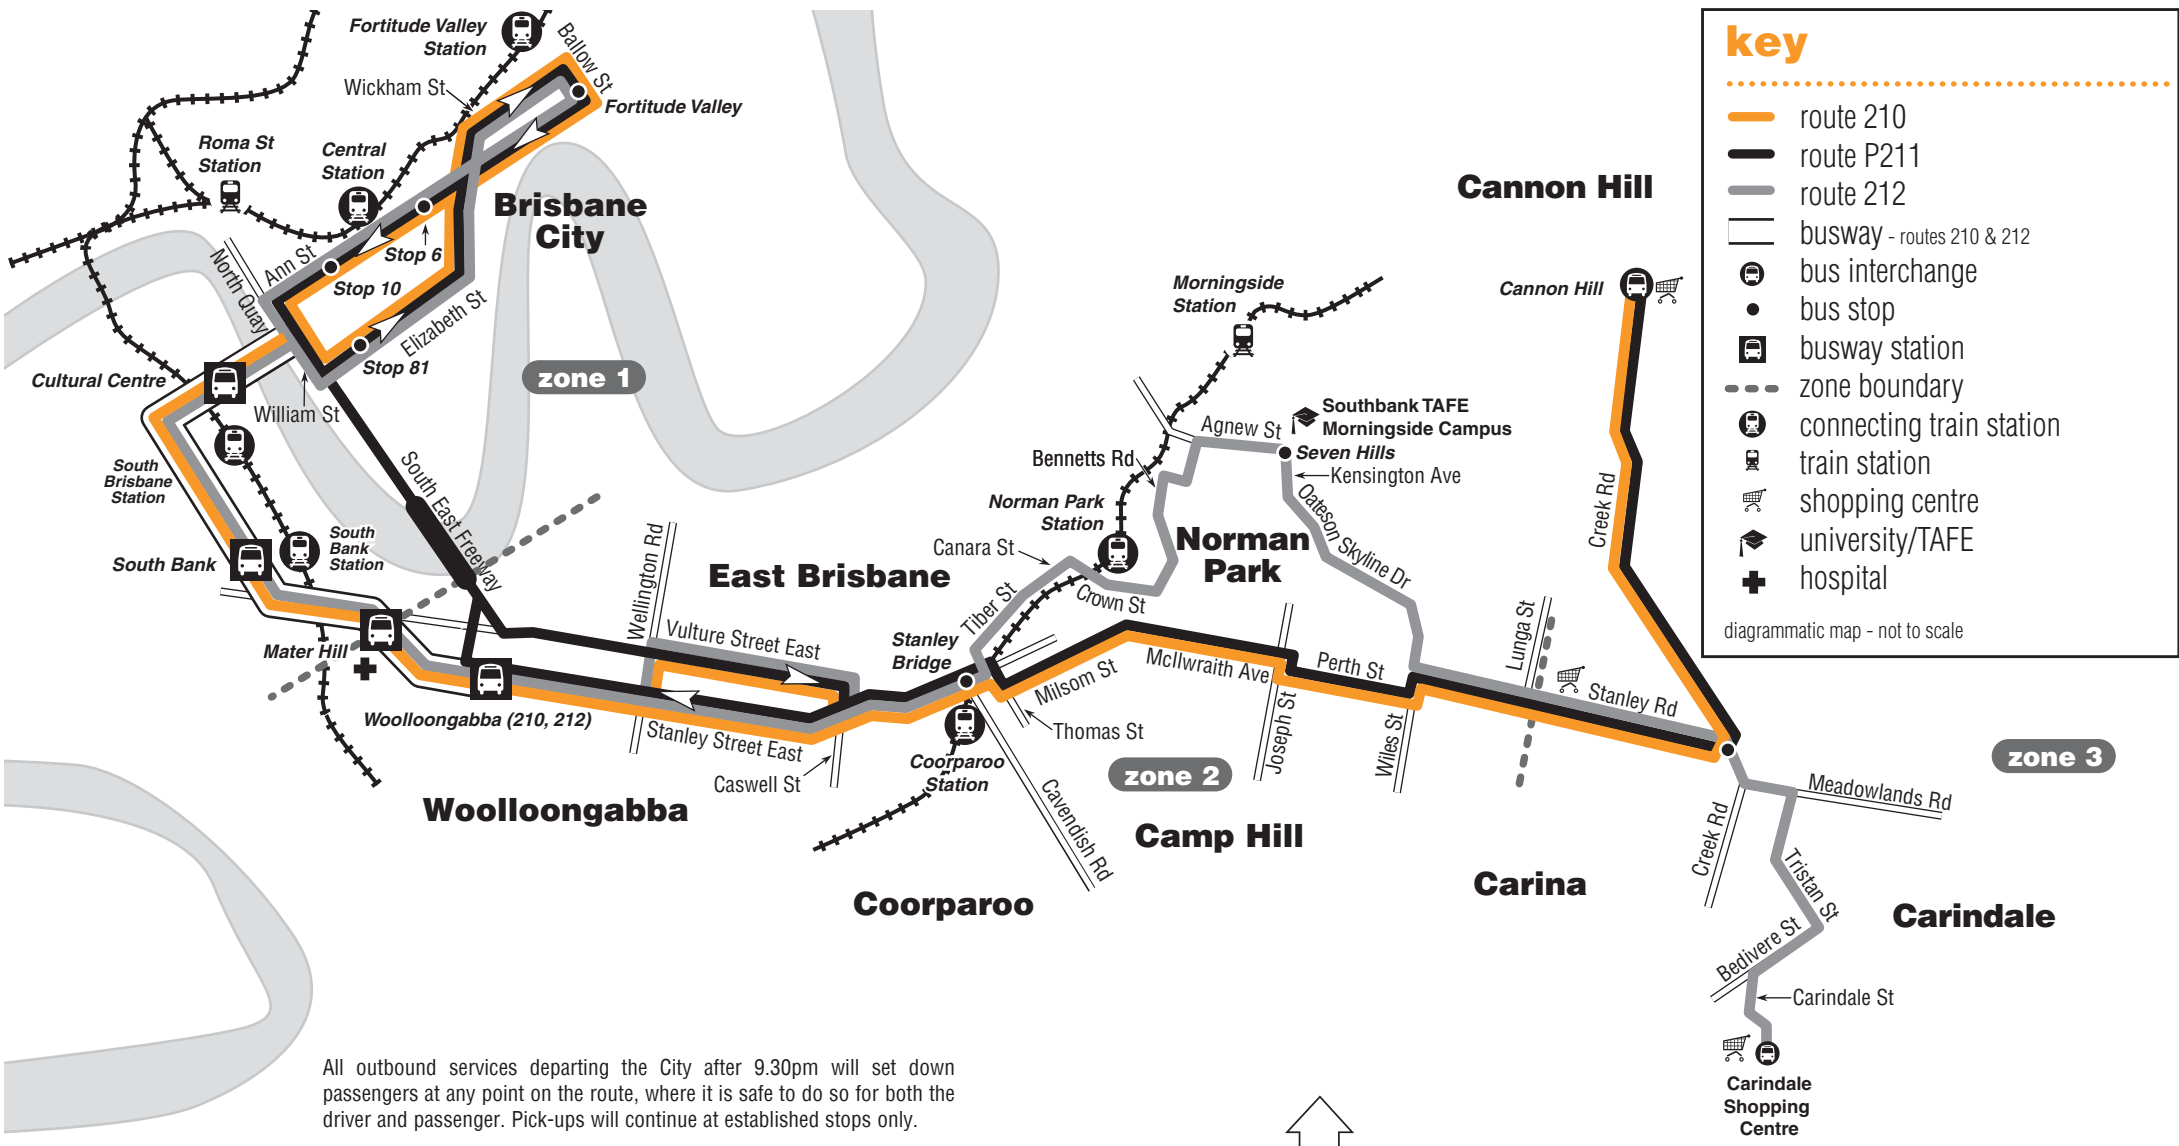 Fortitude Valley
Station
Ballow St
Wickham St
Fortitude Valley
Roma St
Station
Central
Station
Brisbane
City
Ann St
North Quay
Stop 6
Stop 10
Elizabeth St
Stop 81
Cultural Centre
William St
zone 1
South
Brisbane
Station
South East Freeway
South Bank
South
Bank
Station
Mater Hill
Woolloongabba (210, 212)
Woolloongabba
Wellington Rd
East Brisbane
Vulture Street East
Stanley Street East
Caswell St
Stanley
Bridge
Coorparoo
Station
Coorparoo
Cavendish Rd
Tiber St
Canara St
Crown St
Norman Park
Station
Bennetts Rd
Norman
Park
Morningside
Station
Agnew St
Southbank TAFE
Morningside Campus
Seven Hills
Kensington Ave
Oateson Skyline Dr
Milsom St
Thomas St
McIlwraith Ave
Joseph St
Perth St
Wiles St
zone 2
Camp Hill
Lunga St
Stanley Rd
Carina
Cannon Hill
Cannon Hill
Creek Rd
zone 3
Meadowlands Rd
Creek Rd
Tristan St
Carindale
Bedivere St
Carindale St
Carindale
Shopping
Centre
key
route 210
route P211
route 212
busway - routes 210 & 212
bus interchange
bus stop
busway station
zone boundary
connecting train station
train station
shopping centre
university/TAFE
hospital
diagrammatic map - not to scale
All outbound services departing the City after 9.30pm will set down
passengers at any point on the route, where it is safe to do so for both the
driver and passenger. Pick-ups will continue at established stops only.